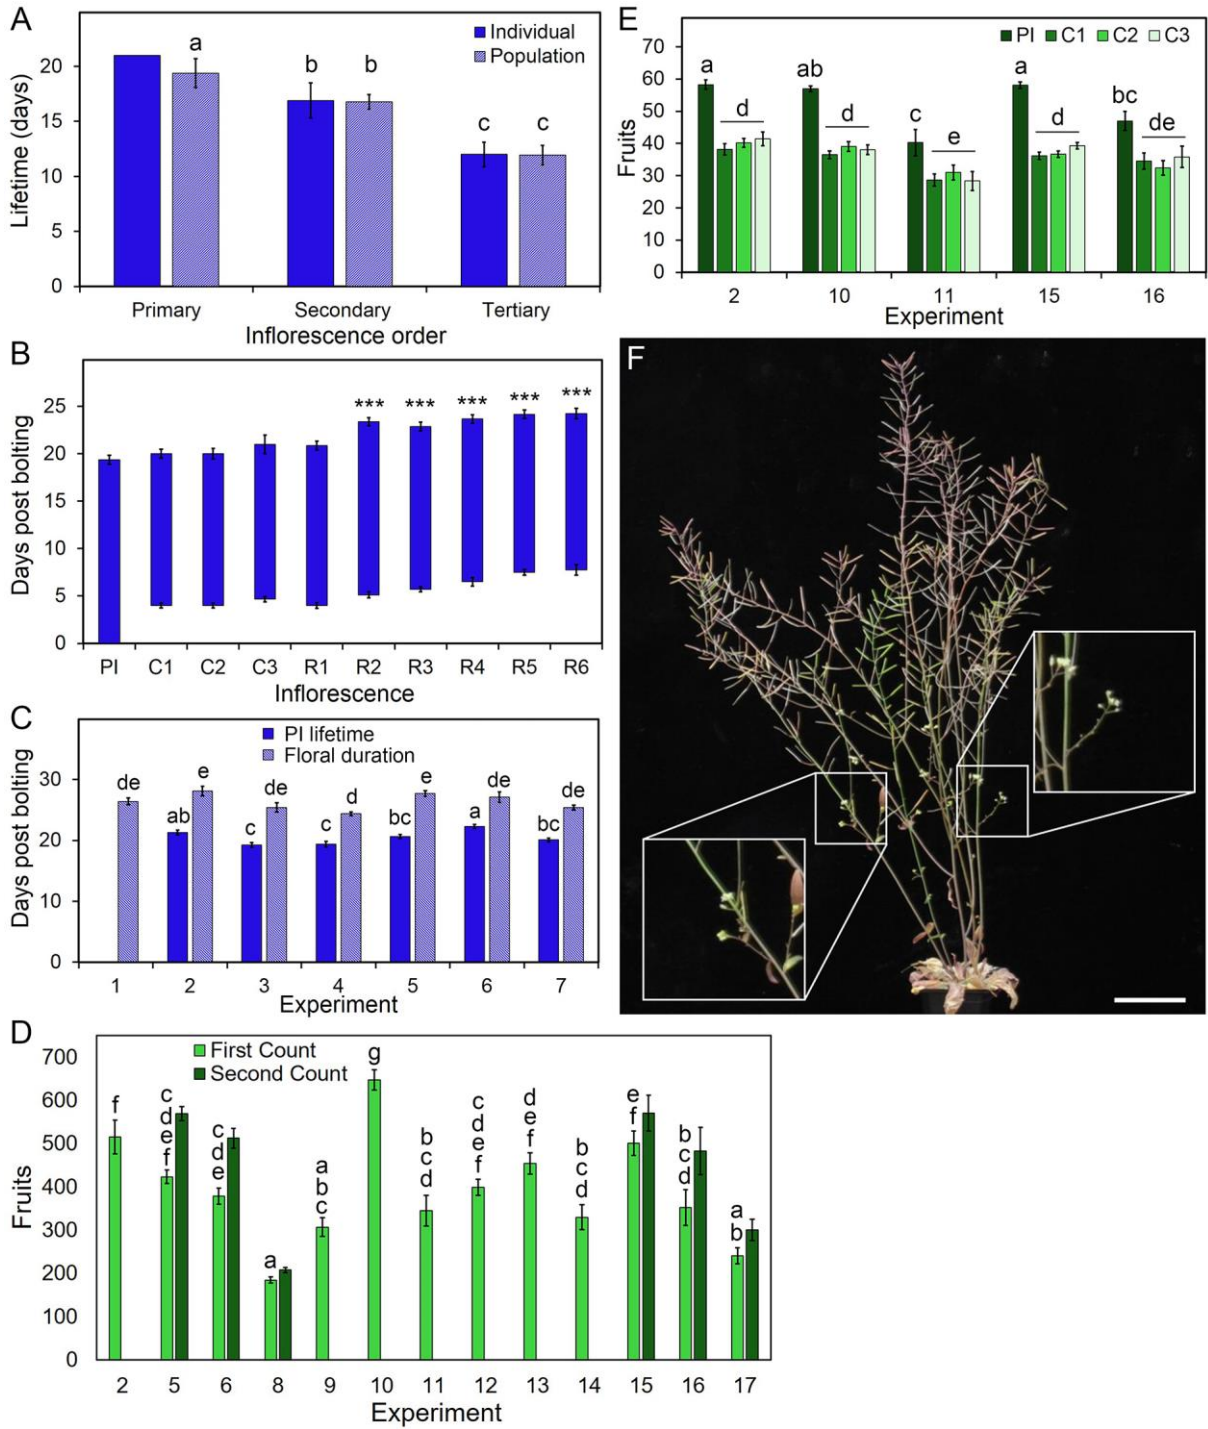 A
Individual
Population
Lifetime (days)
20
15
10
5
0
a
b
b
c
c
Primary Secondary Tertiary
Inflorescence order
B
Days post bolting
25
20
15
10
5
0
*** *** *** *** ***
PI C1 C2 C3 R1 R2 R3 R4 R5 R6
Inflorescence
C
PI lifetime
Floral duration
Days post bolting
30
20
10
0
de
ab
e
c
de
c
d
bc
e
a
de
bc
de
1 2 3 4 5 6 7
Experiment
D
First Count
Second Count
Fruits
700
600
500
400
300
200
100
0
f
c
d
e
f
c
d
e
a
a
b
c
g
b
c
d
c
d
e
f
d
e
f
b
c
d
e
f
b
c
d
a
b
2 5 6 8 9 10 11 12 13 14 15 16 17
Experiment
E
PI C1 C2 C3
Fruits
70
60
50
40
30
20
10
0
a
d
ab
d
c
e
a
d
bc
de
2 10 11 15 16
Experiment
F